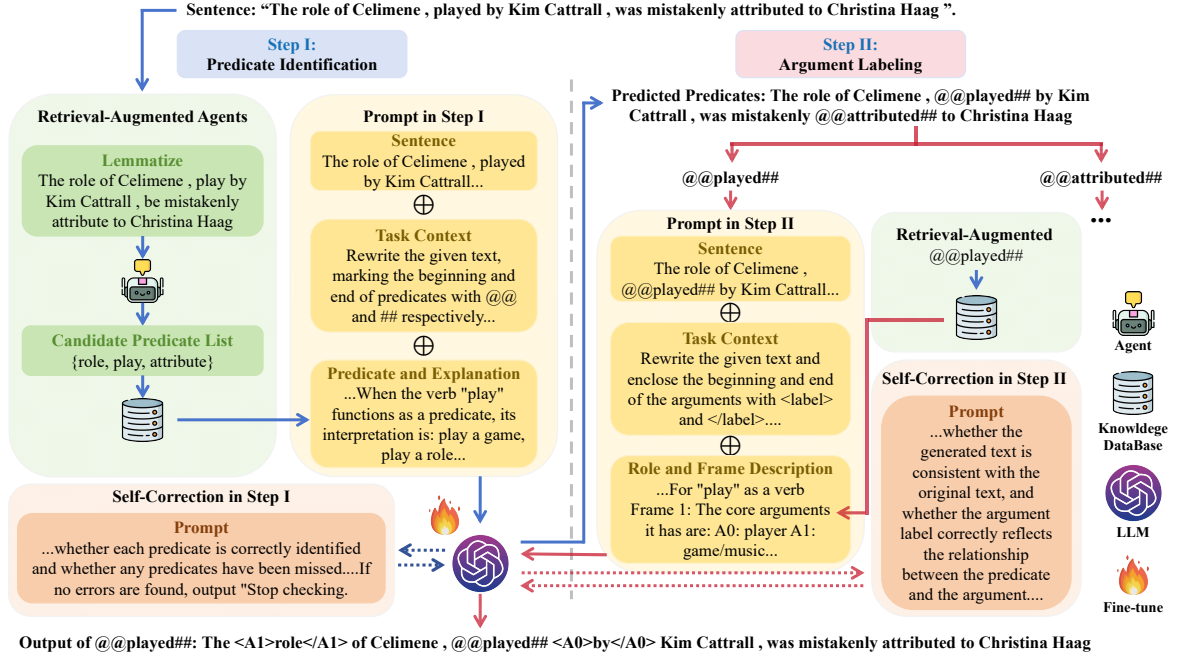 Sentence: “The role of Celimene , played by Kim Cattrall , was mistakenly attributed to Christina Haag ”.
Step I:
Predicate Identification
Step II:
Argument Labeling
Retrieval-Augmented Agents
Lemmatize
The role of Celimene , play by
Kim Cattrall , be mistakenly
attribute to Christina Haag
Candidate Predicate List
{role, play, attribute}
Prompt in Step I
Sentence
The role of Celimene , played
by Kim Cattrall...
Task Context
Rewrite the given text,
marking the beginning and
end of predicates with @@
and ## respectively...
Predicate and Explanation
...When the verb "play"
functions as a predicate, its
interpretation is: play a game,
play a role...
Self-Correction in Step I
Prompt
...whether each predicate is correctly identified
and whether any predicates have been missed....If
no errors are found, output "Stop checking.
Predicted Predicates: The role of Celimene , @@played## by Kim
Cattrall , was mistakenly @@attributed## to Christina Haag
@@played##
@@attributed##
...
Prompt in Step II
Sentence
The role of Celimene ,
@@played## by Kim Cattrall...
Task Context
Rewrite the given text and
enclose the beginning and end
of the arguments with <label>
and </label>....
Role and Frame Description
...For "play" as a verb
Frame 1: The core arguments
it has are: A0: player A1:
game/music...
Retrieval-Augmented
@@played##
Self-Correction in Step II
Prompt
...whether the
generated text is
consistent with the
original text, and
whether the argument
label correctly reflects
the relationship
between the predicate
and the argument....
Agent
Knowldege
DataBase
LLM
Fine-tune
Output of @@played##: The <A1>role</A1> of Celimene , @@played## <A0>by</A0> Kim Cattrall , was mistakenly attributed to Christina Haag